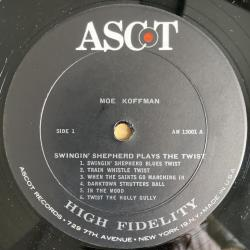 ASCOT
MOE KOFFMAN
SIDE 1
AM 13001 A
SWINGIN' SHEPHERD PLAYS THE TWIST
1. SWINGIN' SHEPHERD BLUES TWIST
2. TRAIN WHISTLE TWIST
3. WHEN THE SAINTS GO MARCHING IN
4. DARKTOWN STRUTTERS BALL
5. IN THE MOOD
6. TWIST THE HULLY GULLY
HIGH FIDELITY
ASCOT RECORDS • 729 7TH. AVENUE • NEW YORK 19, N.Y. • MADE IN U.S.A.